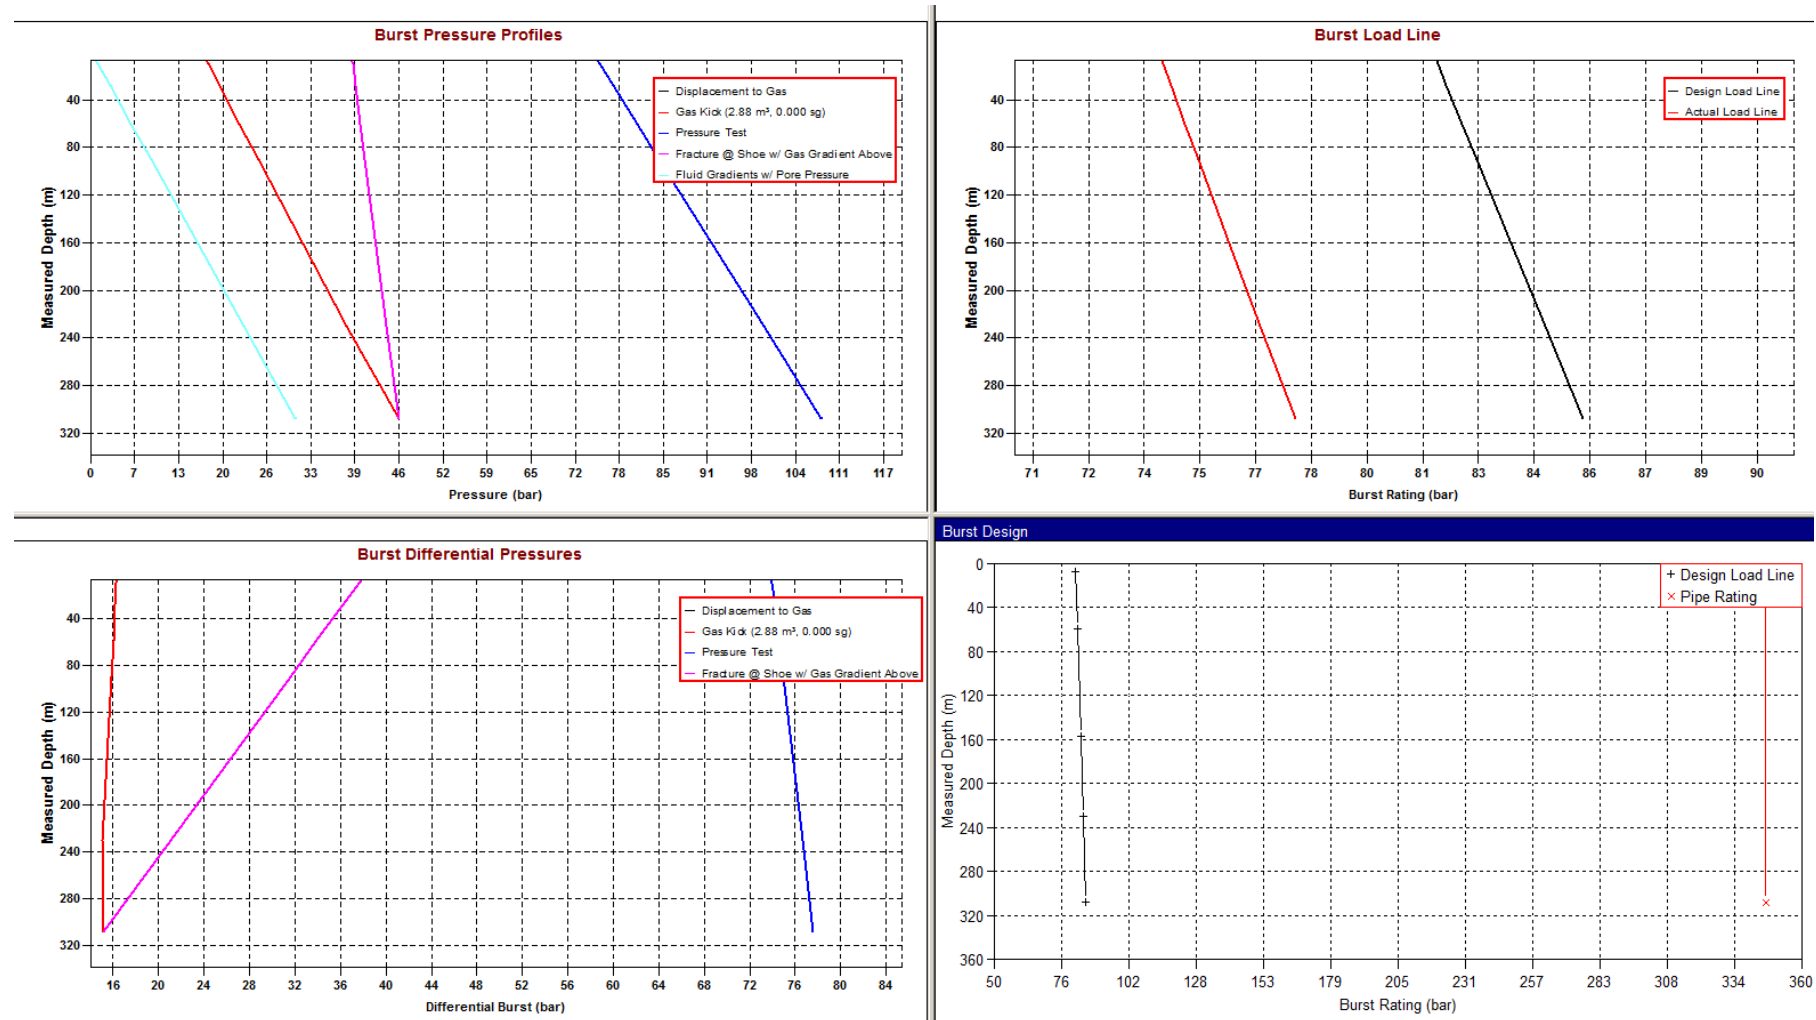 Burst Pressure Profiles
Displacement to Gas
Gas Kick (2.88 m³, 0.000 sg)
Pressure Test
Fracture @ Shoe w/ Gas Gradient Above
Fluid Gradients w/ Pore Pressure
Measured Depth (m)
40
80
120
160
200
240
280
320
0 7 13 20 26 33 39 46 52 59 65 72 78 85 91 98 104 111 117
Pressure (bar)
Burst Load Line
Design Load Line
Actual Load Line
Measured Depth (m)
40
80
120
160
200
240
280
320
71 72 74 75 77 78 80 81 83 84 86 87 89 90
Burst Rating (bar)
Burst Differential Pressures
Displacement to Gas
Gas Kick (2.88 m³, 0.000 sg)
Pressure Test
Fracture @ Shoe w/ Gas Gradient Above
Measured Depth (m)
40
80
120
160
200
240
280
320
16 20 24 28 32 36 40 44 48 52 56 60 64 68 72 76 80 84
Differential Burst (bar)
Burst Design
Design Load Line
Pipe Rating
Measured Depth (m)
0
40
80
120
160
200
240
280
320
360
50 76 102 128 153 179 205 231 257 283 308 334 360
Burst Rating (bar)